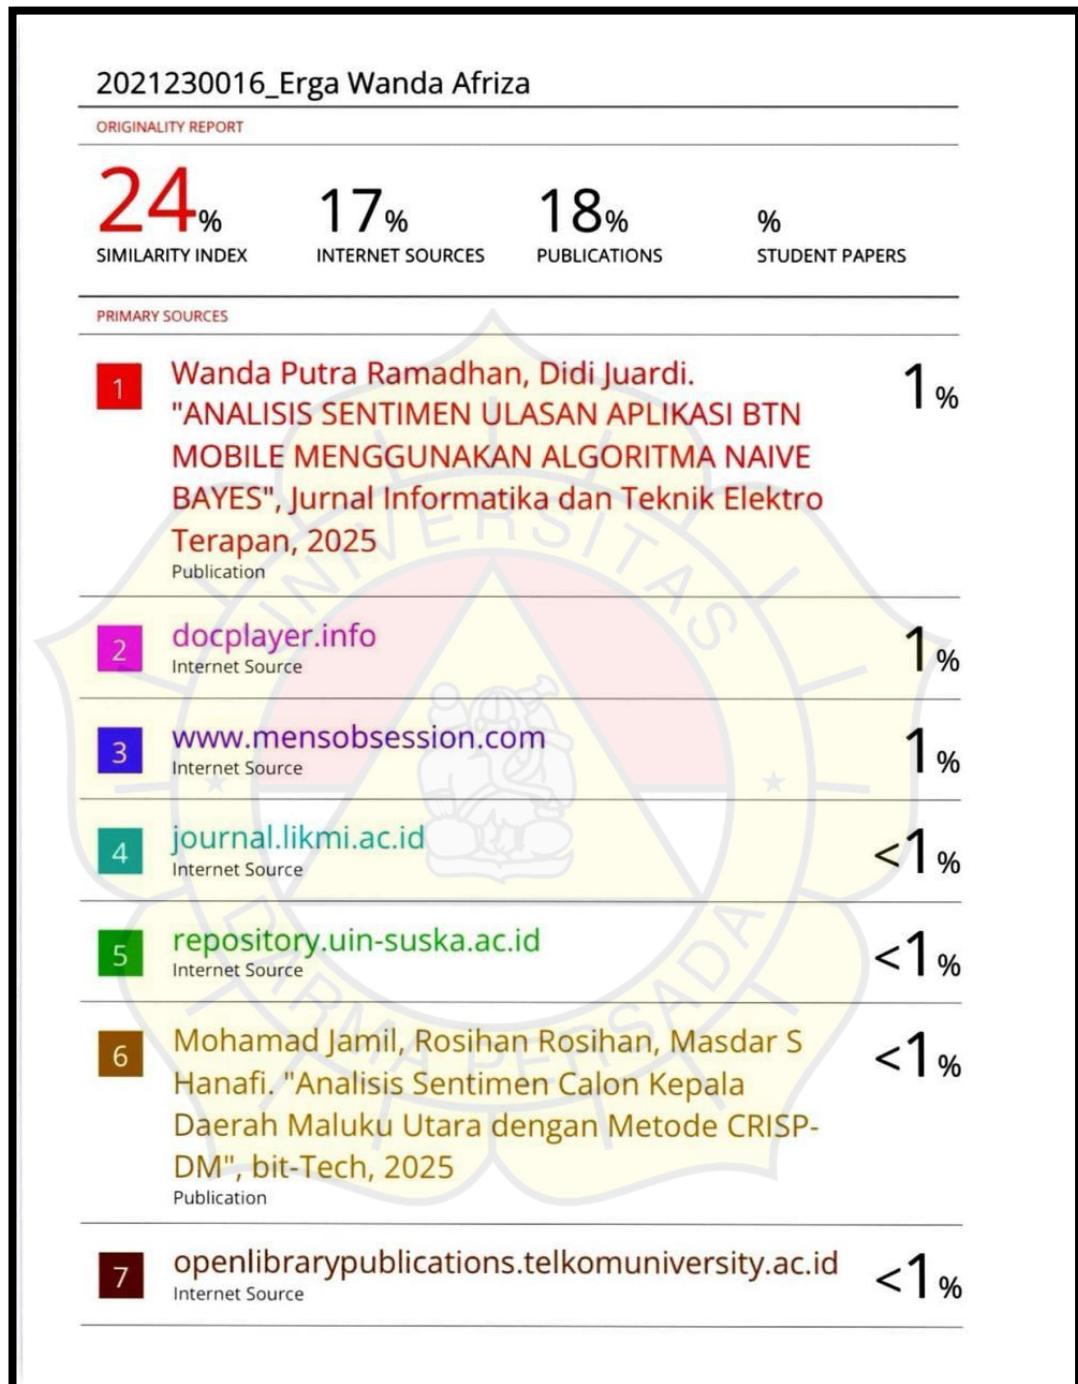 2021230016_Erga Wanda Afriza
ORIGINALITY REPORT
24% 17% 18% %
SIMILARITY INDEX INTERNET SOURCES PUBLICATIONS STUDENT PAPERS
PRIMARY SOURCES
1 Wanda Putra Ramadhan, Didi Juardi. 1%
"ANALISIS SENTIMEN ULASAN APLIKASI BTN
MOBILE MENGGUNAKAN ALGORITMA NAIVE
BAYES", Jurnal Informatika dan Teknik Elektro
Terapan, 2025
Publication
2 docplayer.info 1%
Internet Source
3 www.mensobsession.com 1%
Internet Source
4 journal.likmi.ac.id <1%
Internet Source
5 repository.uin-suska.ac.id <1%
Internet Source
6 Mohamad Jamil, Rosihan Rosihan, Masdar S <1%
Hanafi. "Analisis Sentimen Calon Kepala
Daerah Maluku Utara dengan Metode CRISP-
DM", bit-Tech, 2025
Publication
7 openlibrarypublications.telkomuniversity.ac.id <1%
Internet Source
UNIVERSITAS
DARMA PERSADA